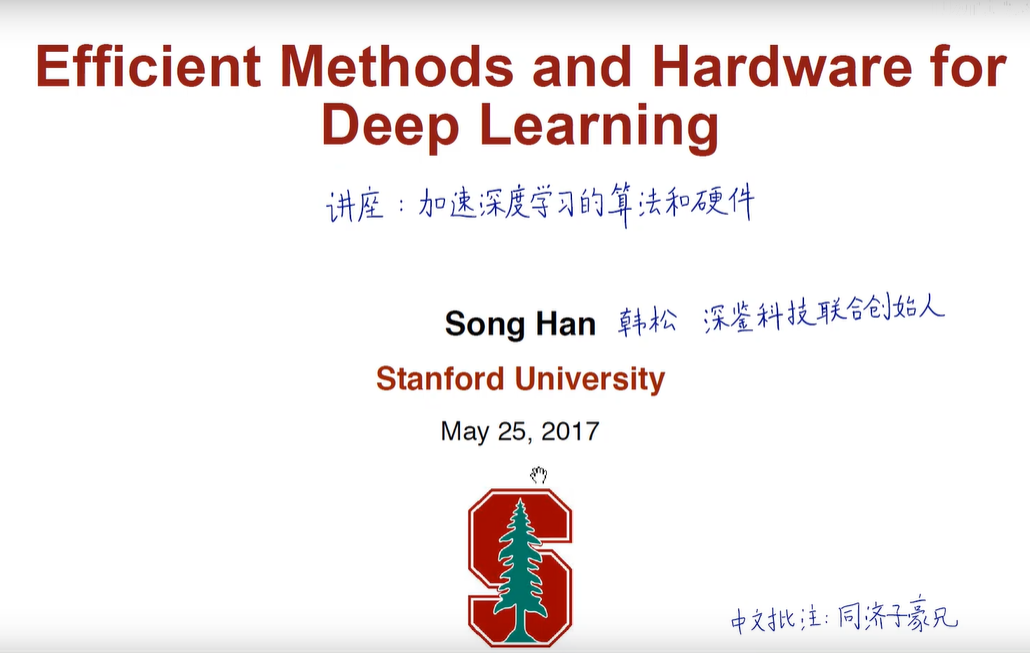 Efficient Methods and Hardware for
Deep Learning
讲座：加速深度学习的算法和硬件
Song Han 韩松 深鉴科技联合创始人
Stanford University
May 25, 2017
中文批注：同济子豪兄